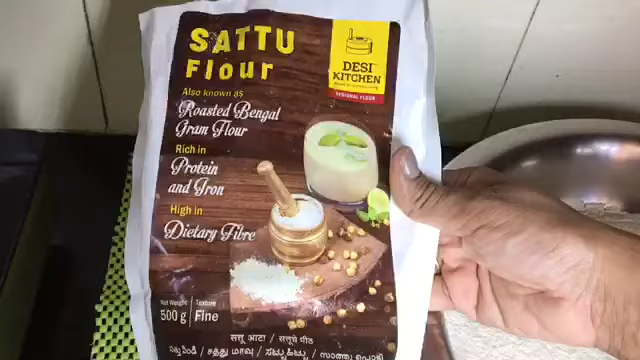 SATTU
Flour
DESI
KITCHEN
REGIONAL FLOUR
Also known as
Roasted Bengal
Gram Flour
Rich in
Protein
and Iron
High in
Dietary Fibre
Net Weight
500 g
Texture
Fine
सत्तू आटा / सत्तूचे पीठ